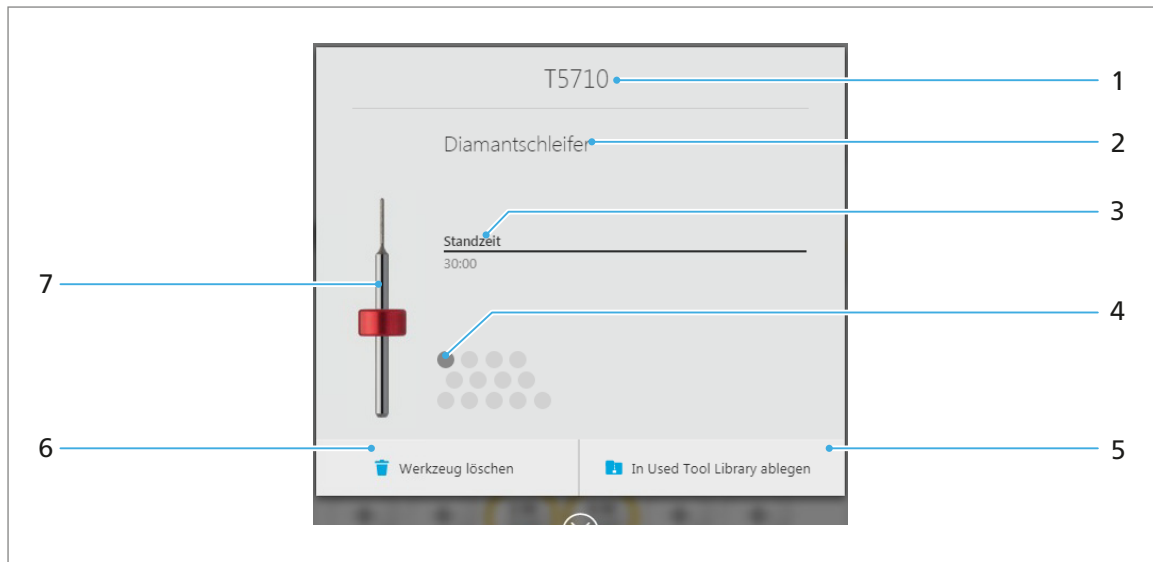 T5710
1
Diamantschleifer
2
Standzeit
3
30:00
7
4
6
Werkzeug löschen
In Used Tool Library ablegen
5